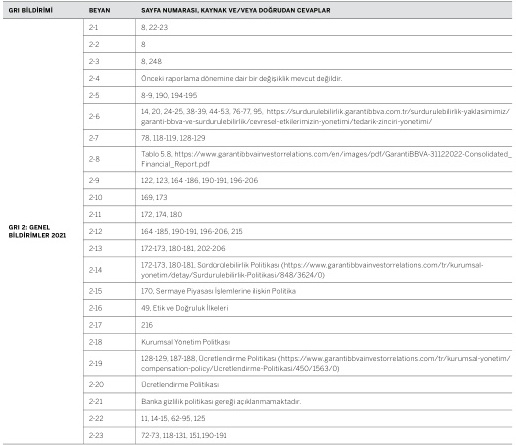 GRI BİLDİRİMİ BEYAN SAYFA NUMARASI, KAYNAK VE/VEYA DOĞRUDAN CEVAPLAR
GRI 2: GENEL
BİLDİRİMLER 2021
2-1 8, 22-23
2-2 8
2-3 8, 248
2-4 Önceki raporlama dönemine dair bir değişiklik mevcut değildir.
2-5 8-9, 190, 194-195
2-6 14, 20, 24-25, 38-39, 44-53, 76-77, 95, https://surdurulebilirlik.garantibbva.com.tr/surdurulebilirlik-yaklasimimiz/
garanti-bbva-ve-surdurulebilirlik/cevresel-etkilerimizin-yonetimi/tedarik-zinciri-yonetimi/
2-7 78, 118-119, 128-129
2-8 Tablo 5.8, https://www.garantibbvainvestorrelations.com/en/images/pdf/GarantiBBVA-31122022-Consolidated_
Financial_Report.pdf
2-9 122, 123, 164 -186, 190-191, 196-206
2-10 169, 173
2-11 172, 174, 180
2-12 164 -185, 190-191, 196-206, 215
2-13 172-173, 180-181, 202-206
2-14 172-173, 180-181, Sürdürülebilirlik Politikası (https://www.garantibbvainvestorrelations.com/tr/kurumsal-
yonetim/detay/Surdurulebilirlik-Politikasi/848/3624/0)
2-15 170, Sermaye Piyasası İşlemlerine ilişkin Politika
2-16 49, Etik ve Doğruluk İlkeleri
2-17 216
2-18 Kurumsal Yönetim Politkası
2-19 128-129, 187-188, Ücretlendirme Politikası (https://www.garantibbvainvestorrelations.com/tr/kurumsal-yonetim/
compensation-policy/Ucretlendirme-Politikasi/450/1563/0)
2-20 Ücretlendirme Politikası
2-21 Banka gizlilik politikası gereği açıklanmamaktadır.
2-22 11, 14-15, 62-95, 125
2-23 72-73, 118-131, 151,190-191